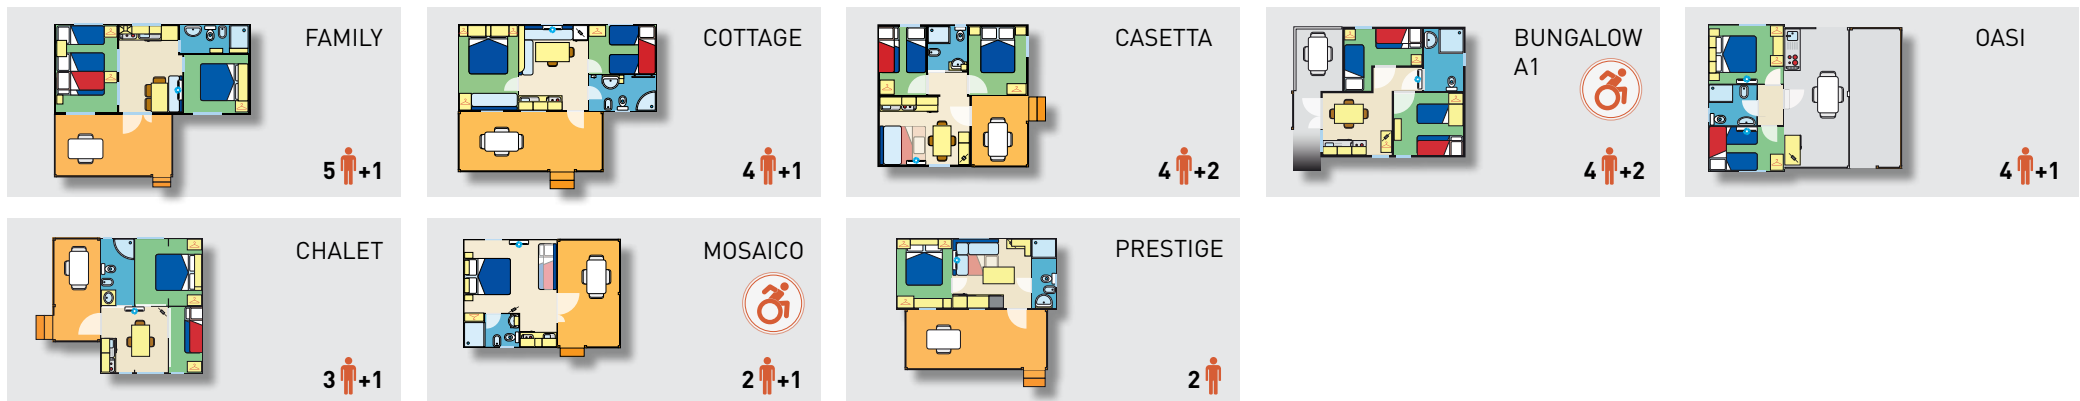 FAMILY
5 +1
COTTAGE
4 +1
CASETTA
4 +2
BUNGALOW
A1
4 +2
OASI
4 +1
CHALET
3 +1
MOSAICO
2 +1
PRESTIGE
2